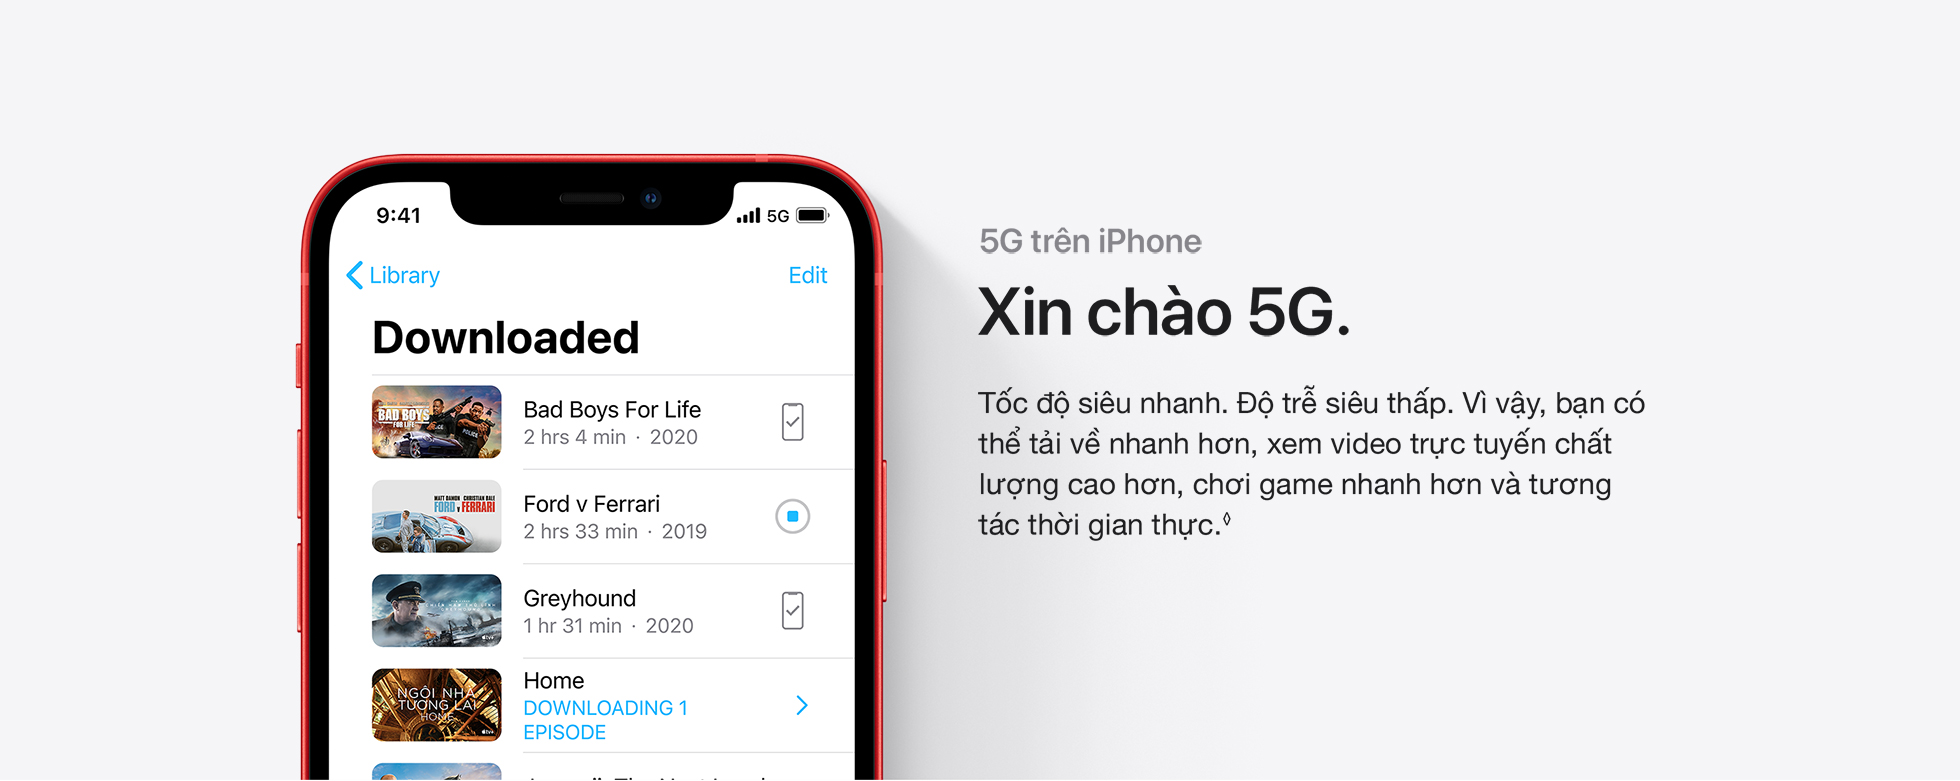 9:41
5G
Library
Edit
Downloaded
BAD BOYS
FOR LIFE
POLICE
Bad Boys For Life
2 hrs 4 min · 2020
MATT DAMON CHRISTIAN BALE
FORD v FERRARI
Ford v Ferrari
2 hrs 33 min · 2019
GREYHOUND
Greyhound
1 hr 31 min · 2020
NGÔI NHÀ
TƯƠNG LAI
HOME
Home
DOWNLOADING 1
EPISODE
5G trên iPhone
Xin chào 5G.
Tốc độ siêu nhanh. Độ trễ siêu thấp. Vì vậy, bạn có
thể tải về nhanh hơn, xem video trực tuyến chất
lượng cao hơn, chơi game nhanh hơn và tương
tác thời gian thực.◊